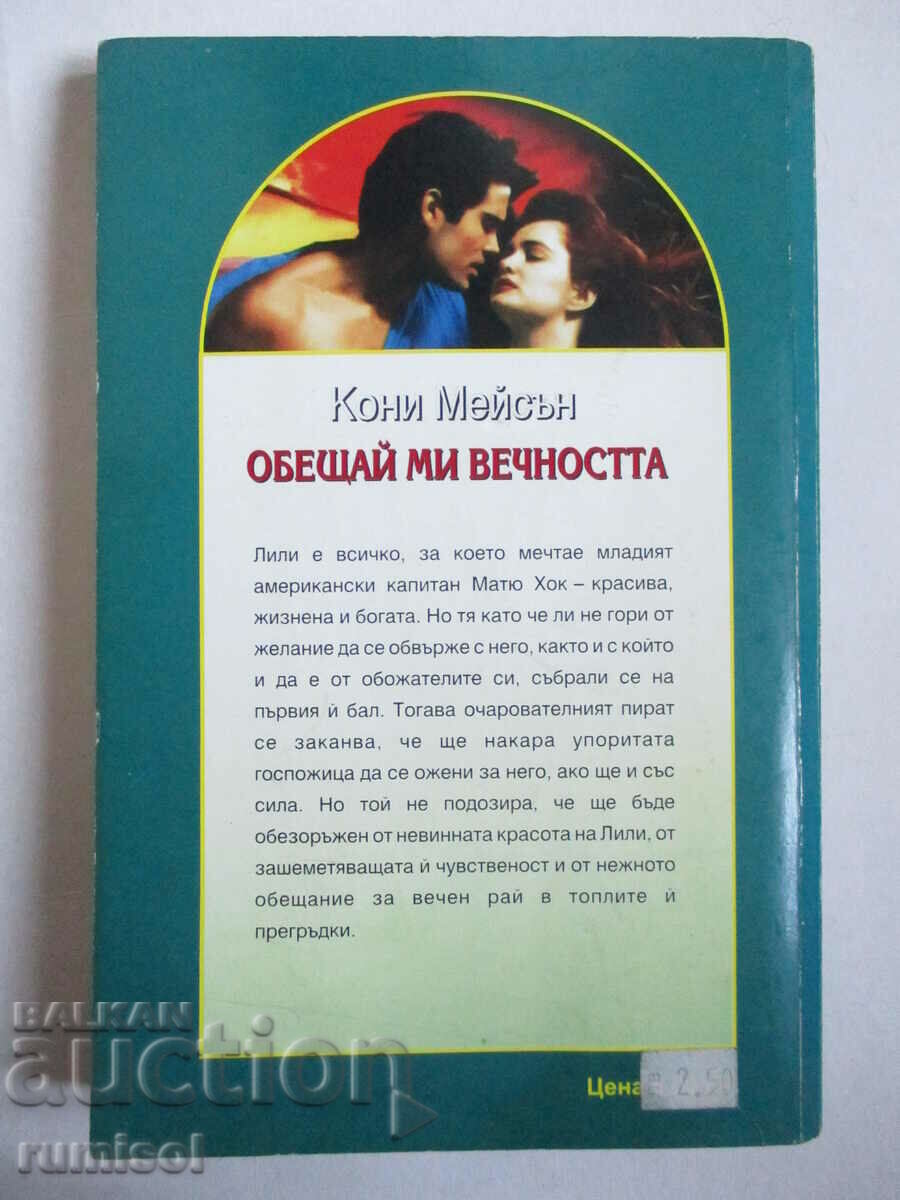 Кони Мейсън
ОБЕЩАЙ МИ ВЕЧНОСТТА
Лили е всичко, за което мечтае младият
американски капитан Матю Хок – красива,
жизнена и богата. Но тя като че ли не гори от
желание да се обвърже с него, както и с който
и да е от обожателите си, събрали се на
първия ѝ бал. Тогава очарователният пират
се заканва, че ще накара упоритата
госпожица да се ожени за него, ако ще и със
сила. Но той не подозира, че ще бъде
обезоръжен от невинната красота на Лили, от
зашеметяващата ѝ чувственост и от нежното
обещание за вечен рай в топлите ѝ
прегръдки.
Цена 2.50
BALKAN
auction
rumisol